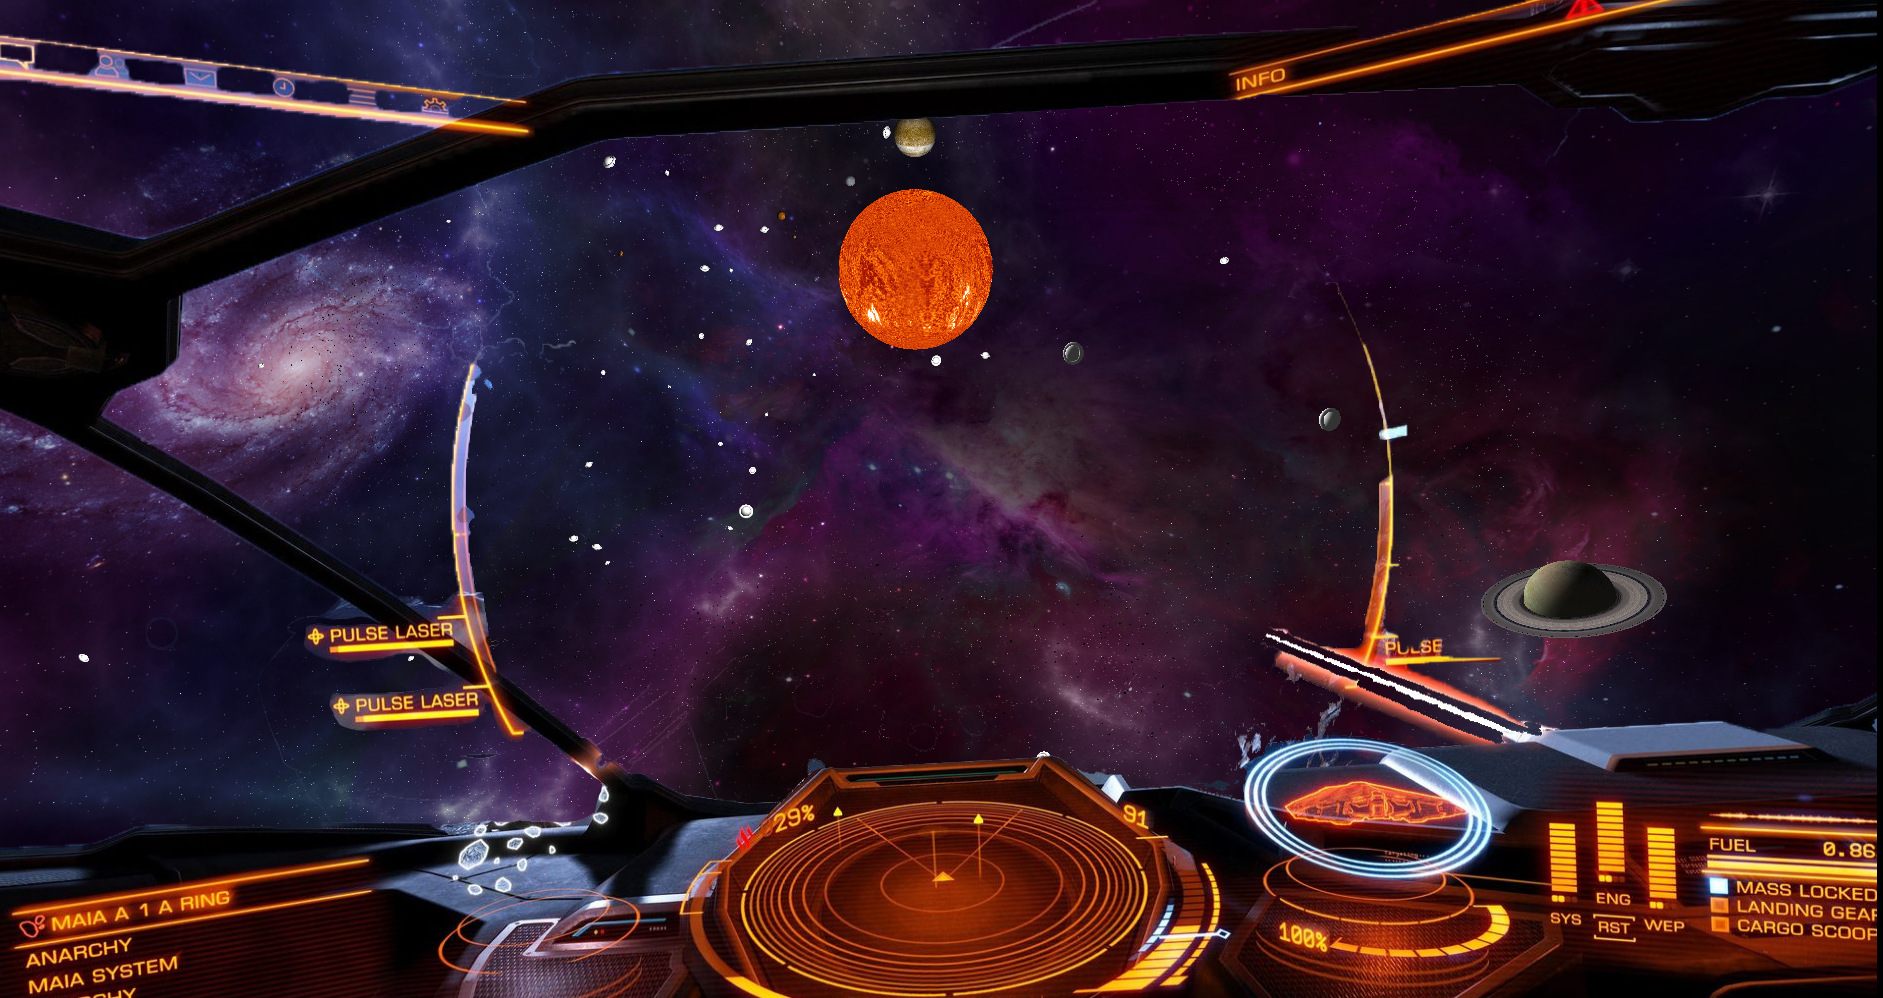 INFO
PULSE LASER
PULSE LASER
PULSE
29%
91
MAIA A 1 A RING
ANARCHY
MAIA SYSTEM
100%
SYS
ENG
RST
WEP
FUEL 0.86
MASS LOCKED
LANDING GEAR
CARGO SCOOP